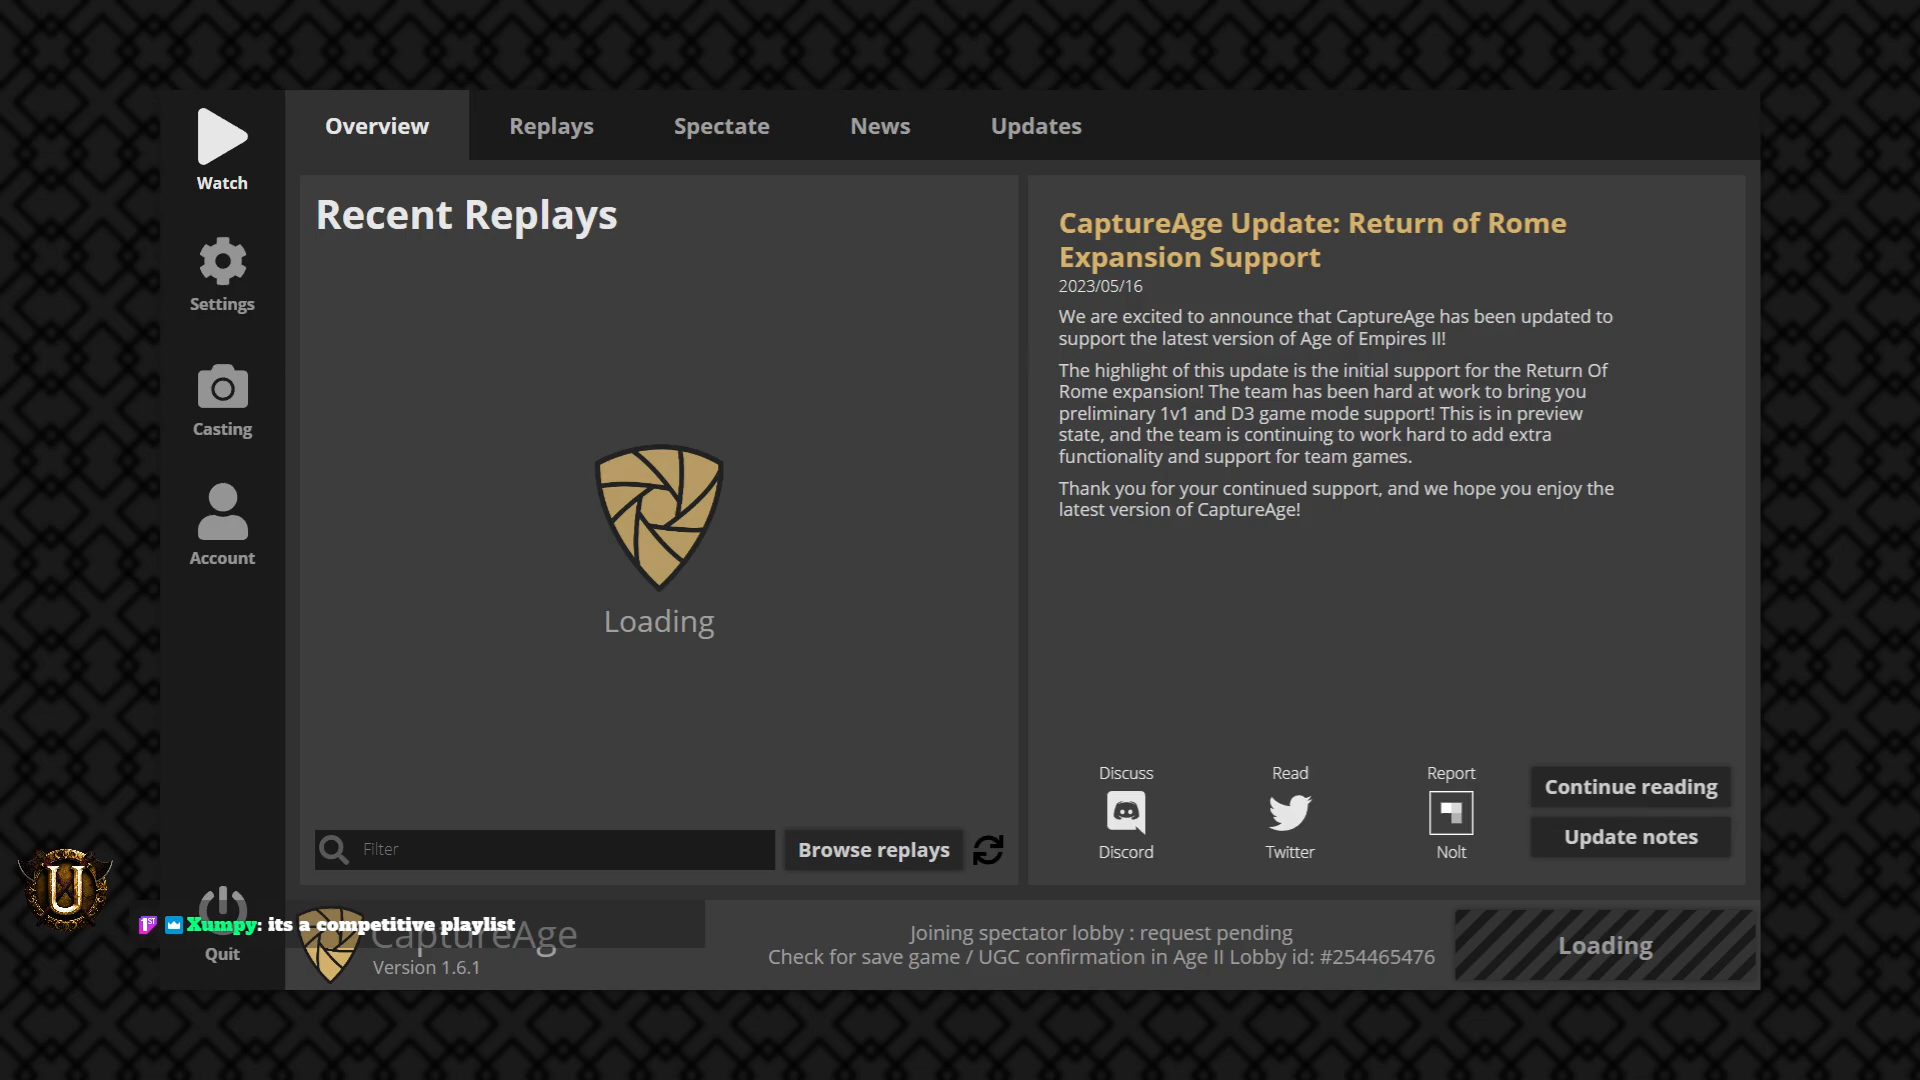 Watch
Settings
Casting
Account
Quit
Overview
Replays
Spectate
News
Updates
Recent Replays
Loading
Filter
Browse replays
CaptureAge Update: Return of Rome
Expansion Support
2023/05/16
We are excited to announce that CaptureAge has been updated to
support the latest version of Age of Empires II!
The highlight of this update is the initial support for the Return Of
Rome expansion! The team has been hard at work to bring you
preliminary 1v1 and D3 game mode support! This is in preview
state, and the team is continuing to work hard to add extra
functionality and support for team games.
Thank you for your continued support, and we hope you enjoy the
latest version of CaptureAge!
Discuss
Discord
Read
Twitter
Report
Nolt
Continue reading
Update notes
U
1ST
Xumpy: its a competitive playlist
CaptureAge
Version 1.6.1
Joining spectator lobby : request pending
Check for save game / UGC confirmation in Age II Lobby id: #254465476
Loading